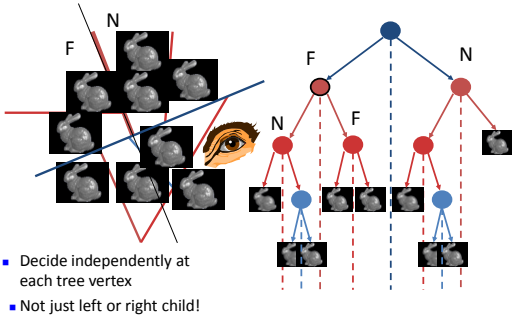 F
N
F
N
N
F
■ Decide independently at
each tree vertex
■ Not just left or right child!